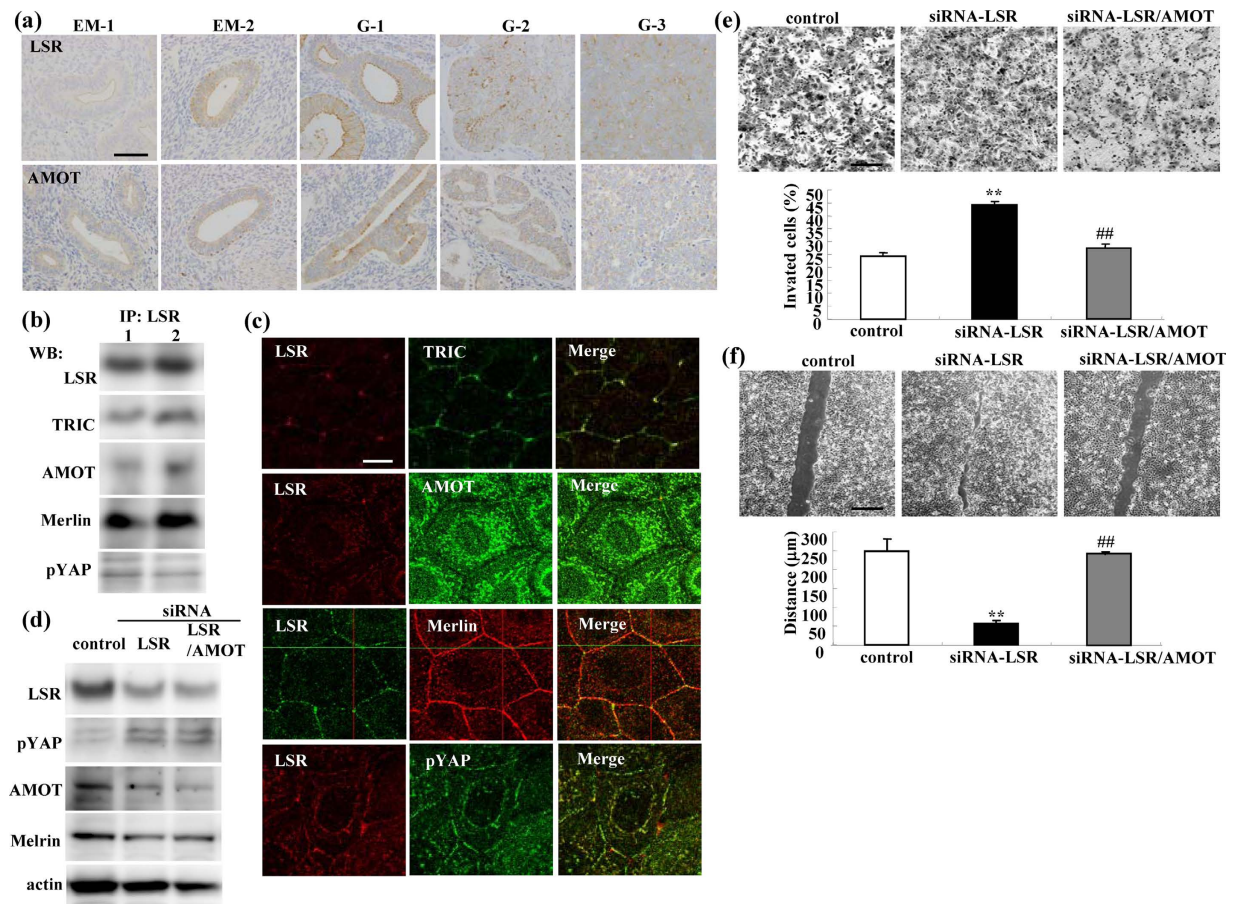 (a)
EM-1 EM-2 G-1 G-2 G-3
LSR
AMOT
(b)
IP: LSR
1 2
WB:
LSR
TRIC
AMOT
Merlin
pYAP
(c)
LSR TRIC Merge
LSR AMOT Merge
LSR Merlin Merge
LSR pYAP Merge
(d)
siRNA
control LSR LSR
/AMOT
LSR
pYAP
AMOT
Melrin
actin
(e)
control siRNA-LSR siRNA-LSR/AMOT
Invated cells (%)
50
45
40
35
30
25
20
15
10
5
0
**
##
control siRNA-LSR siRNA-LSR/AMOT
(f)
control siRNA-LSR siRNA-LSR/AMOT
Distance (μm)
250
200
150
100
50
0
**
##
control siRNA-LSR siRNA-LSR/AMOT